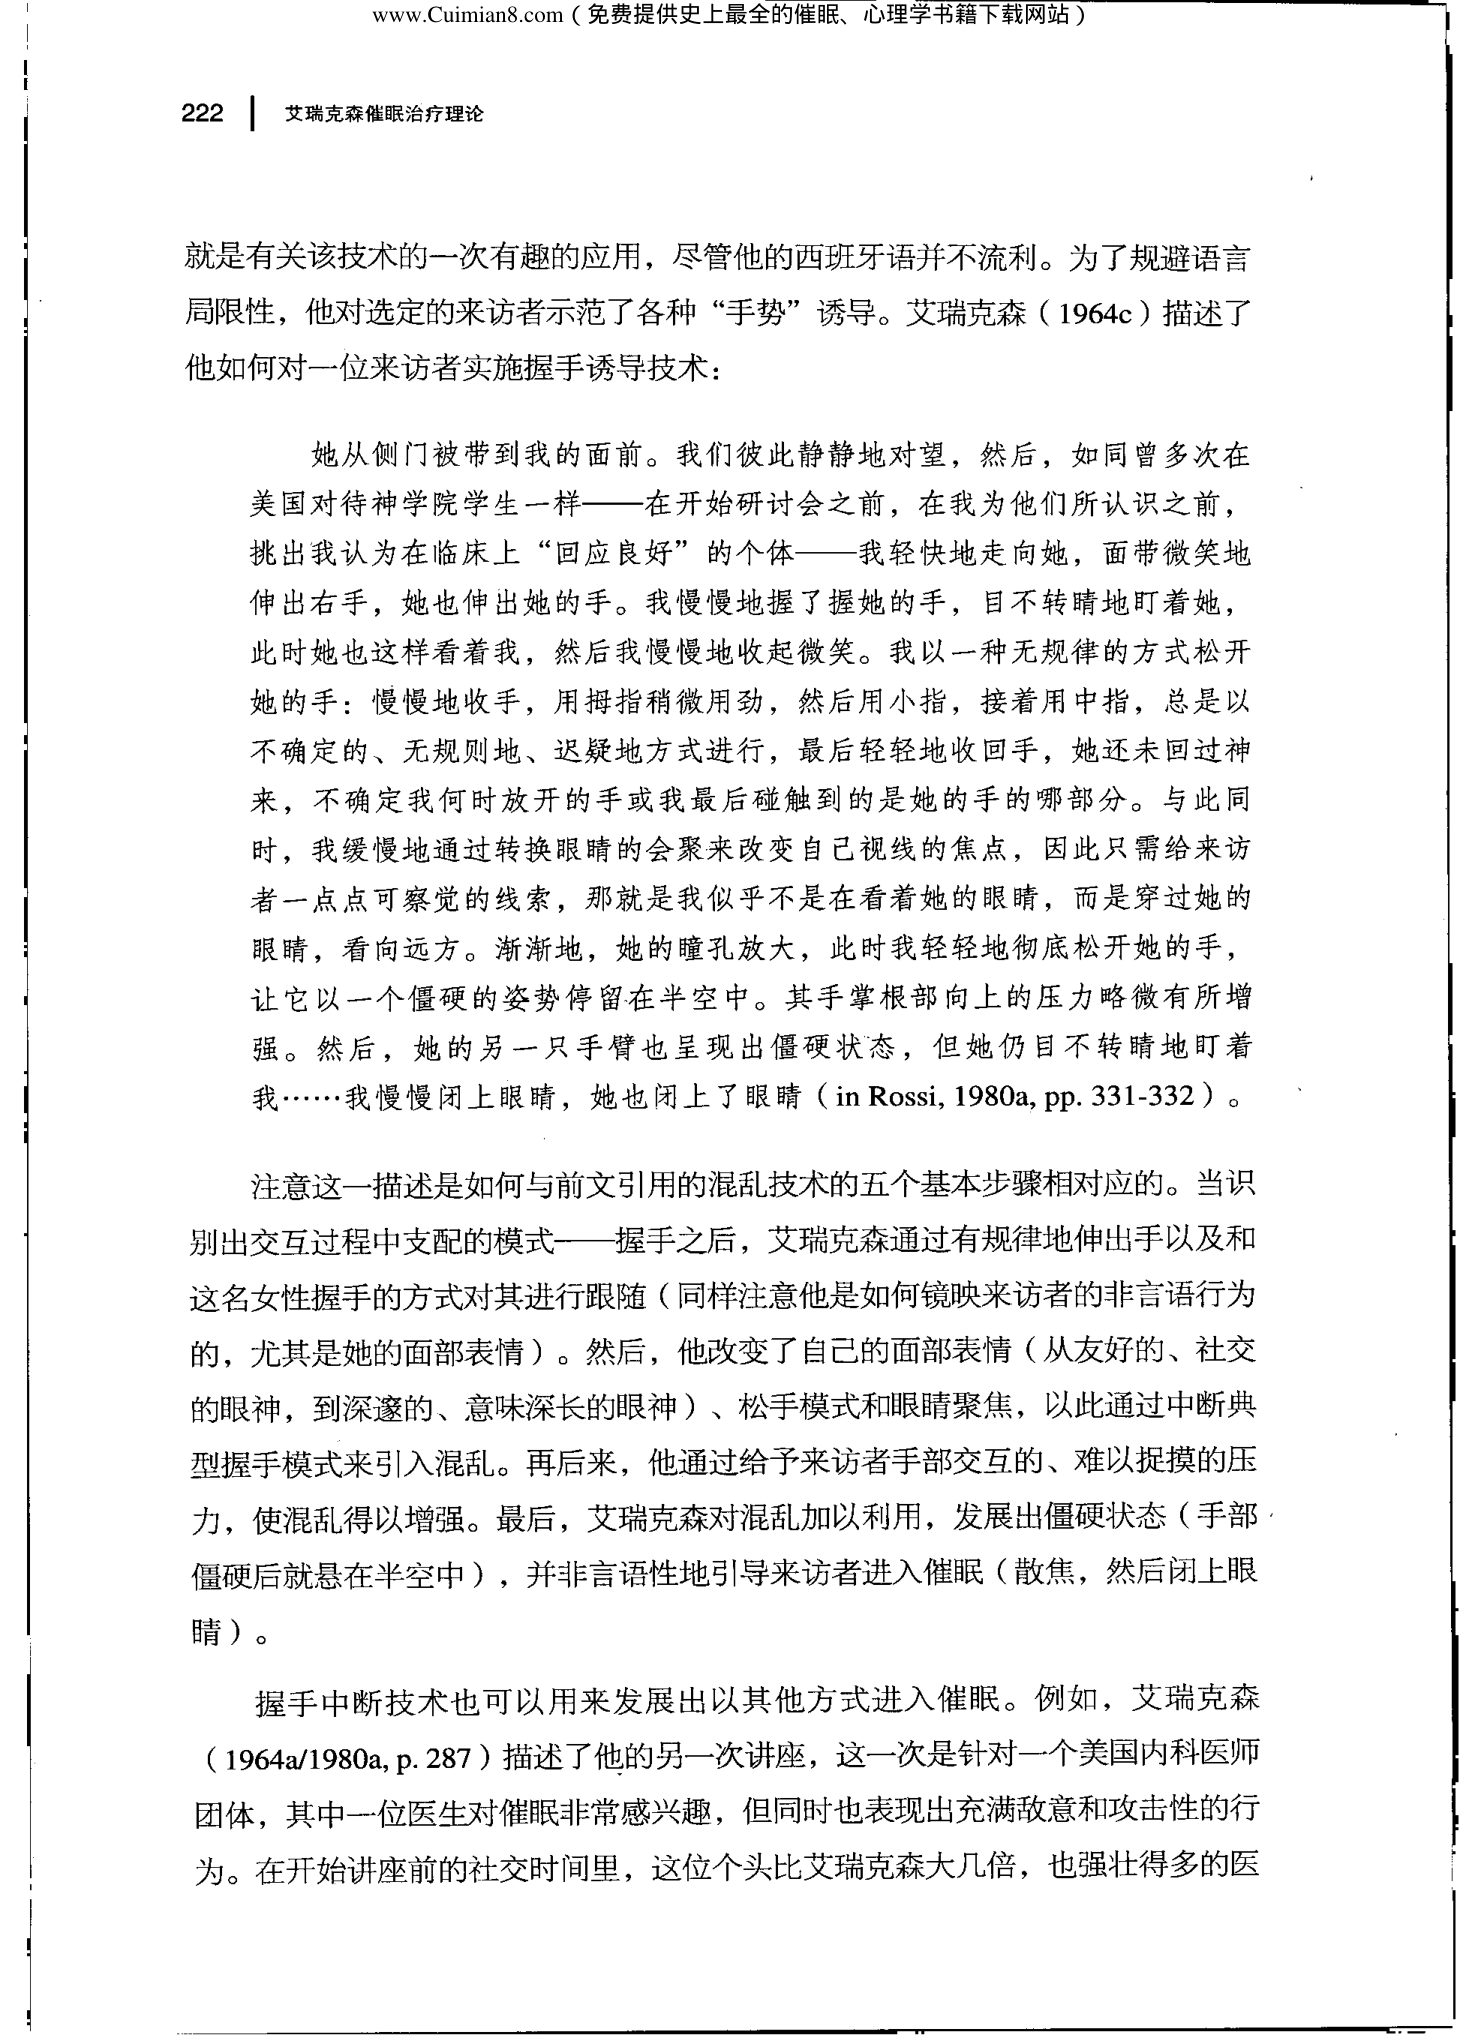 www.Cuimian8.com（免费提供史上最全的催眠、心理学书籍下载网站）
222 | 艾瑞克森催眠治疗理论
就是有关该技术的一次有趣的应用，尽管他的西班牙语并不流利。为了规避语言
局限性，他对选定的来访者示范了各种“手势”诱导。艾瑞克森（1964c）描述了
他如何对一位来访者实施握手诱导技术：
她从侧门被带到我的面前。我们彼此静静地对望，然后，如同曾多次在
美国对待神学院学生一样——在开始研讨会之前，在我为他们所认识之前，
挑出我认为在临床上“回应良好”的个体——我轻快地走向她，面带微笑地
伸出右手，她也伸出她的手。我慢慢地握了握她的手，目不转睛地盯着她，
此时她也这样看着我，然后我慢慢地收起微笑。我以一种无规律的方式松开
她的手：慢慢地收手，用拇指稍微用劲，然后用小指，接着用中指，总是以
不确定的、无规则地、迟疑地方式进行，最后轻轻地收回手，她还未回过神
来，不确定我何时放开的手或我最后碰触到的是她的手的哪部分。与此同
时，我缓慢地通过转换眼睛的会聚来改变自己视线的焦点，因此只需给来访
者一点点可察觉的线索，那就是我似乎不是在看着她的眼睛，而是穿过她的
眼睛，看向远方。渐渐地，她的瞳孔放大，此时我轻轻地彻底松开她的手，
让它以一个僵硬的姿势停留在半空中。其手掌根部向上的压力略微有所增
强。然后，她的另一只手臂也呈现出僵硬状态，但她仍目不转睛地盯着
我……我慢慢闭上眼睛，她也闭上了眼睛（in Rossi, 1980a, pp. 331-332）。
注意这一描述是如何与前文引用的混乱技术的五个基本步骤相对应的。当识
别出交互过程中支配的模式——握手之后，艾瑞克森通过有规律地伸出手以及和
这名女性握手的方式对其进行跟随（同样注意他是如何镜映来访者的非言语行为
的，尤其是她的面部表情）。然后，他改变了自己的面部表情（从友好的、社交
的眼神，到深邃的、意味深长的眼神）、松手模式和眼睛聚焦，以此通过中断典
型握手模式来引入混乱。再后来，他通过给予来访者手部交互的、难以捉摸的压
力，使混乱得以增强。最后，艾瑞克森对混乱加以利用，发展出僵硬状态（手部
僵硬后就悬在半空中），并非言语性地引导来访者进入催眠（散焦，然后闭上眼
睛）。
握手中断技术也可以用来发展出以其他方式进入催眠。例如，艾瑞克森
（1964a/1980a, p. 287）描述了他的另一次讲座，这一次是针对一个美国内科医师
团体，其中一位医生对催眠非常感兴趣，但同时也表现出充满敌意和攻击性的行
为。在开始讲座前的社交时间里，这位个头比艾瑞克森大几倍，也强壮得多的医